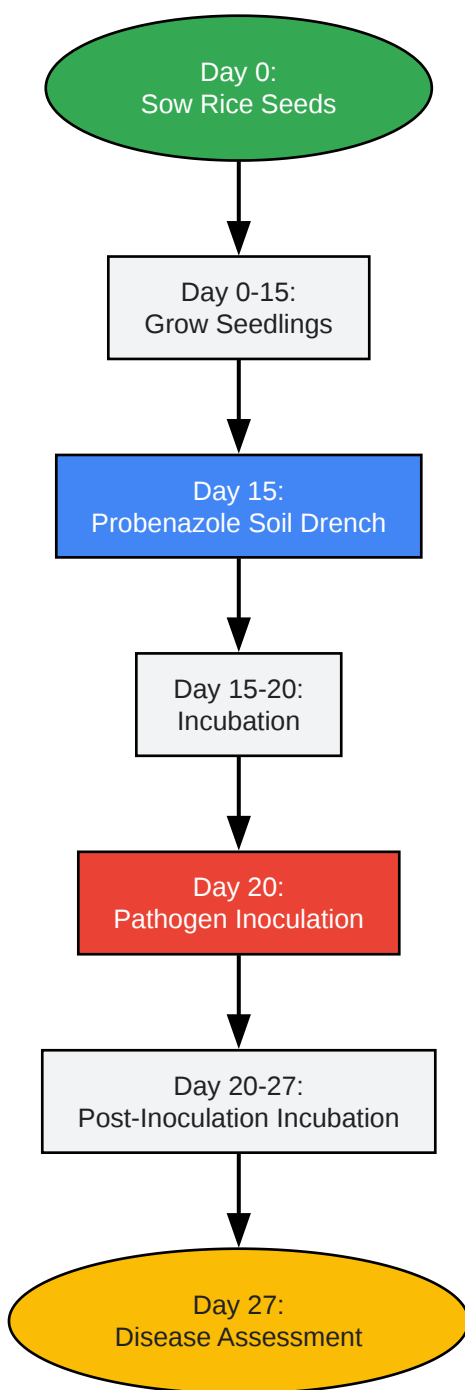 Day 0:
Sow Rice Seeds
Day 0-15:
Grow Seedlings
Day 15:
Probenazole Soil Drench
Day 15-20:
Incubation
Day 20:
Pathogen Inoculation
Day 20-27:
Post-Inoculation Incubation
Day 27:
Disease Assessment